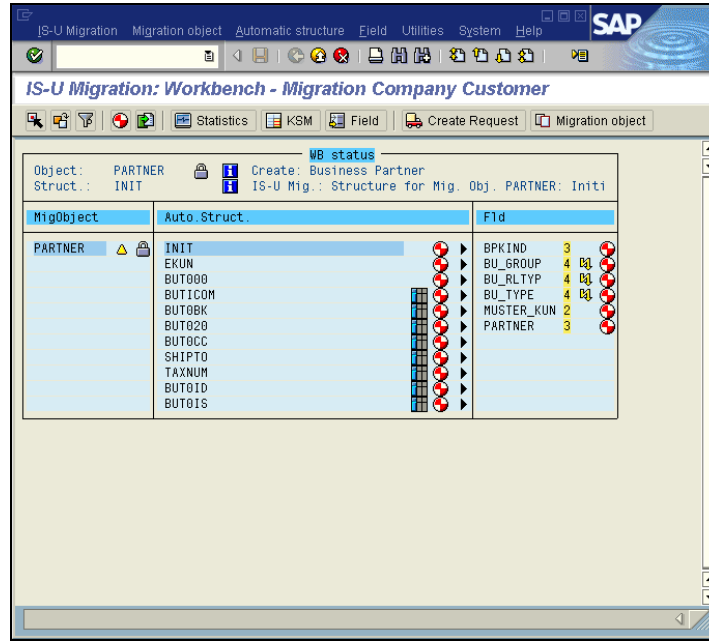 IS-U Migration Migration object Automatic structure Field Utilities System Help
SAP
IS-U Migration: Workbench - Migration Company Customer
Statistics KSM Field Create Request Migration object
WB status
Object: PARTNER Create: Business Partner
Struct.: INIT IS-U Mig.: Structure for Mig. Obj. PARTNER: Initi
MigObject Auto.Struct. Fld
PARTNER INIT BPKIND 3
EKUN BU_GROUP 4
BUT000 BU_RLTYP 4
BUTICOM BU_TYPE 4
BUT0BK MUSTER_KUN 2
BUT020 PARTNER 3
BUT0CC
SHIPTO
TAXNUM
BUT0ID
BUT0IS